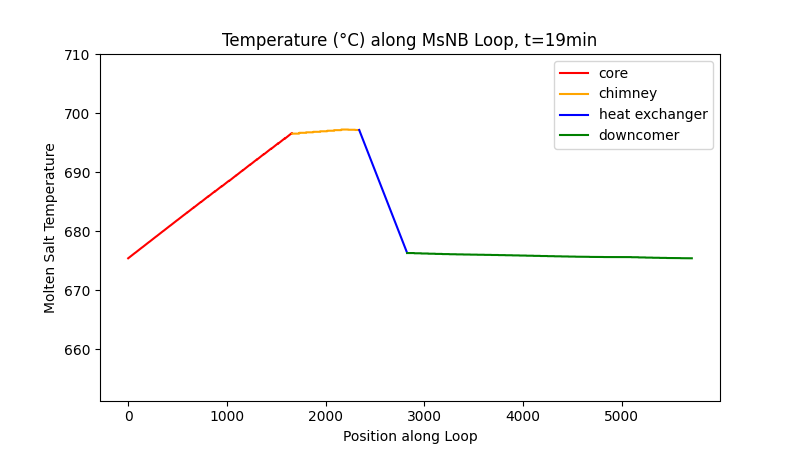 Temperature (°C) along MsNB Loop, t=19min
710
700
690
680
670
660
Molten Salt Temperature
core
chimney
heat exchanger
downcomer
0
1000
2000
3000
4000
5000
Position along Loop